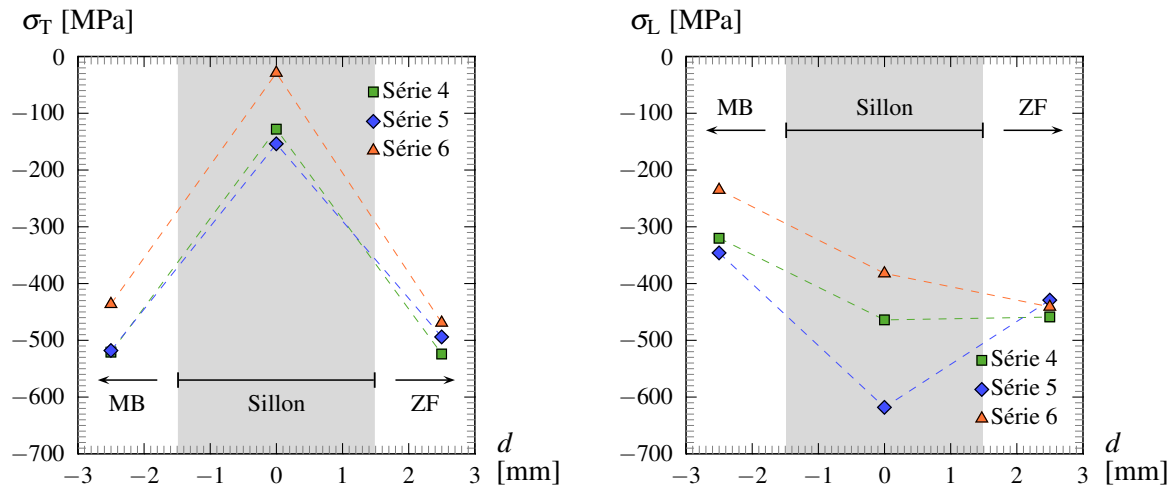 σT [MPa]
0
−100
−200
−300
−400
−500
−600
−700
−3 −2 −1 0 1 2 3
d
[mm]
Série 4
Série 5
Série 6
MB Sillon ZF
σL [MPa]
0
−100
−200
−300
−400
−500
−600
−700
−3 −2 −1 0 1 2 3
d
[mm]
MB Sillon ZF
Série 4
Série 5
Série 6